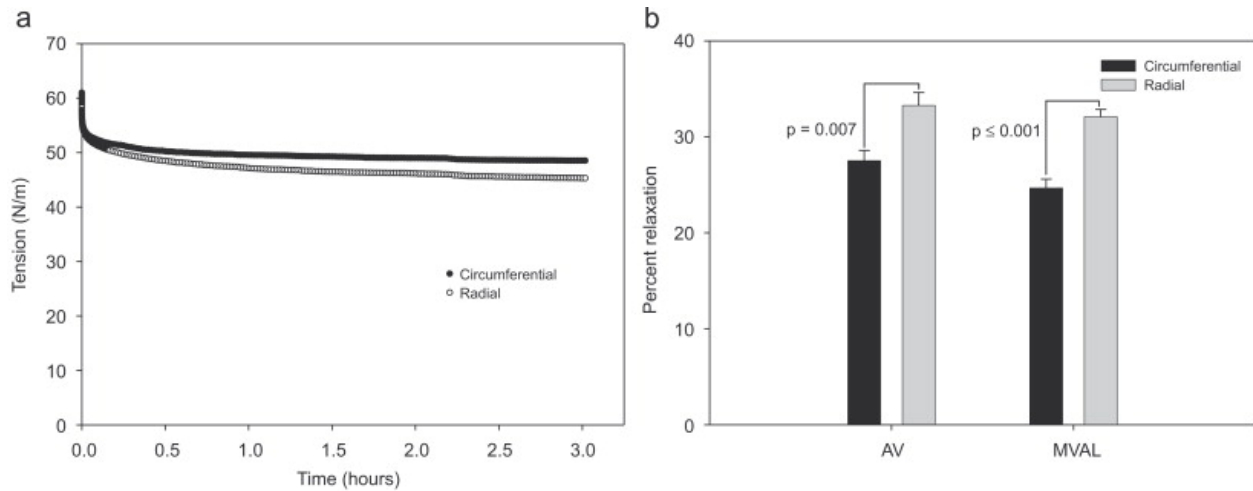 a
70
60
50
40
30
20
10
0
Tension (N/m)
0.0 0.5 1.0 1.5 2.0 2.5 3.0
Time (hours)
Circumferential
Radial
b
40
30
20
10
0
Percent relaxation
Circumferential
Radial
p = 0.007
p ≤ 0.001
AV MVAL